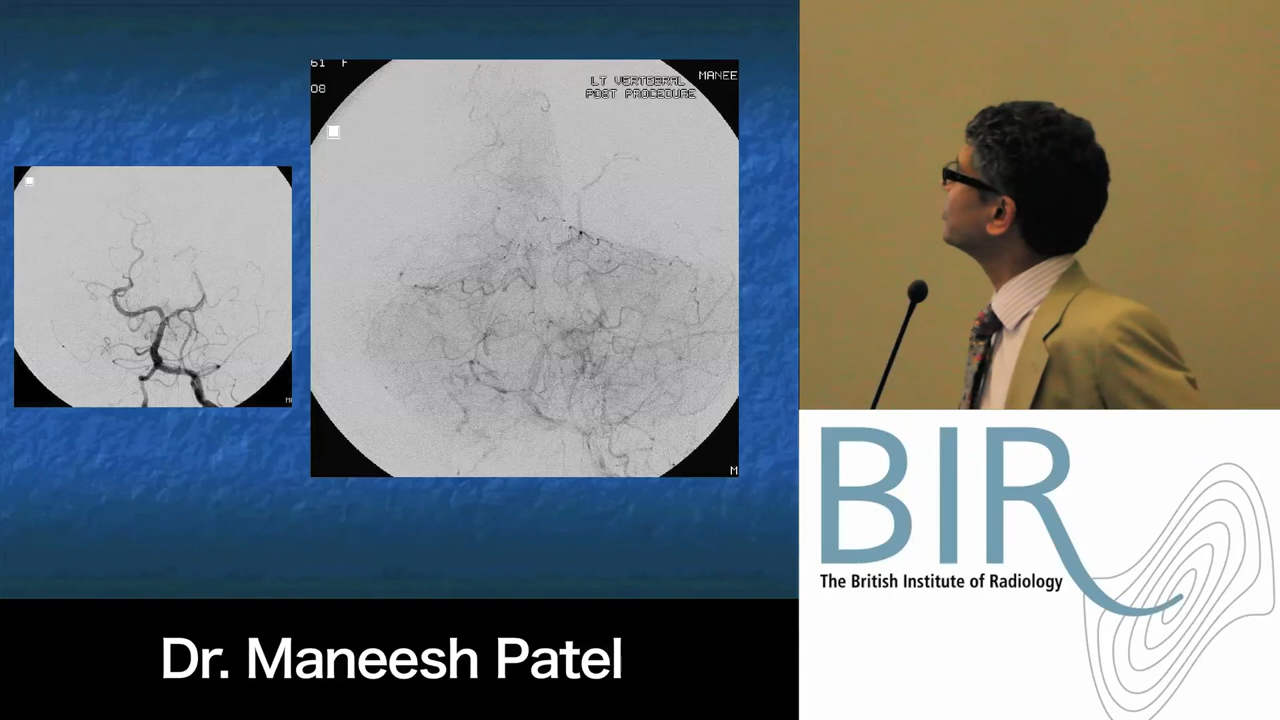 61 F
08
LT VERTEBRAL
POST PROCEDURE
MANEE
M
Dr. Maneesh Patel
BIR
The British Institute of Radiology